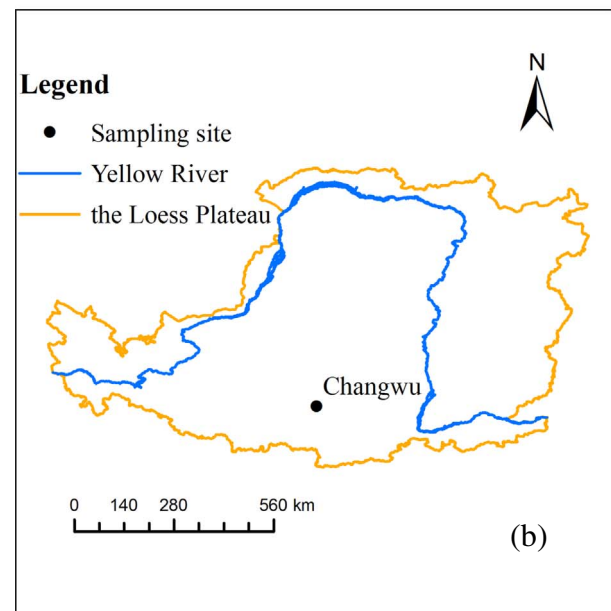 N
Legend
Sampling site
Yellow River
the Loess Plateau
Changwu
0 140 280 560 km
(b)